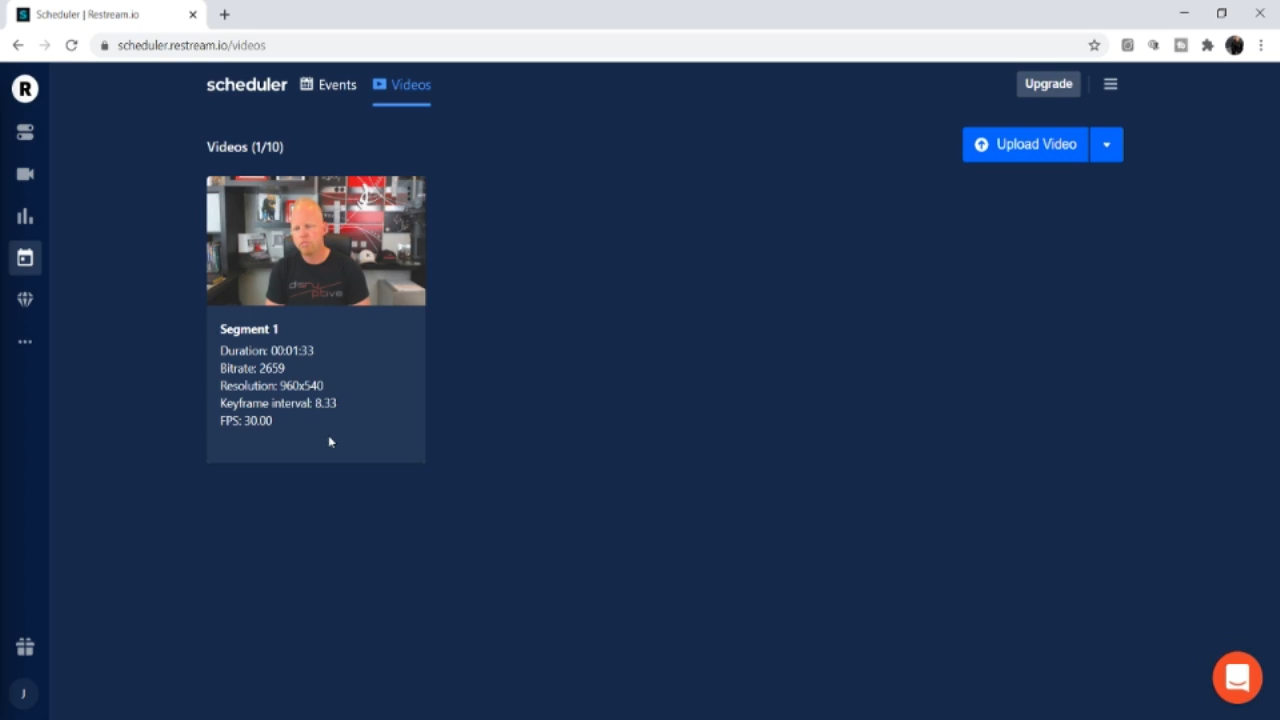 Scheduler | Restream.io
scheduler.restream.io/videos
R
scheduler Events Videos
Upgrade
Videos (1/10)
Upload Video
Segment 1
Duration: 00:01:33
Bitrate: 2659
Resolution: 960x540
Keyframe interval: 8.33
FPS: 30.00
J